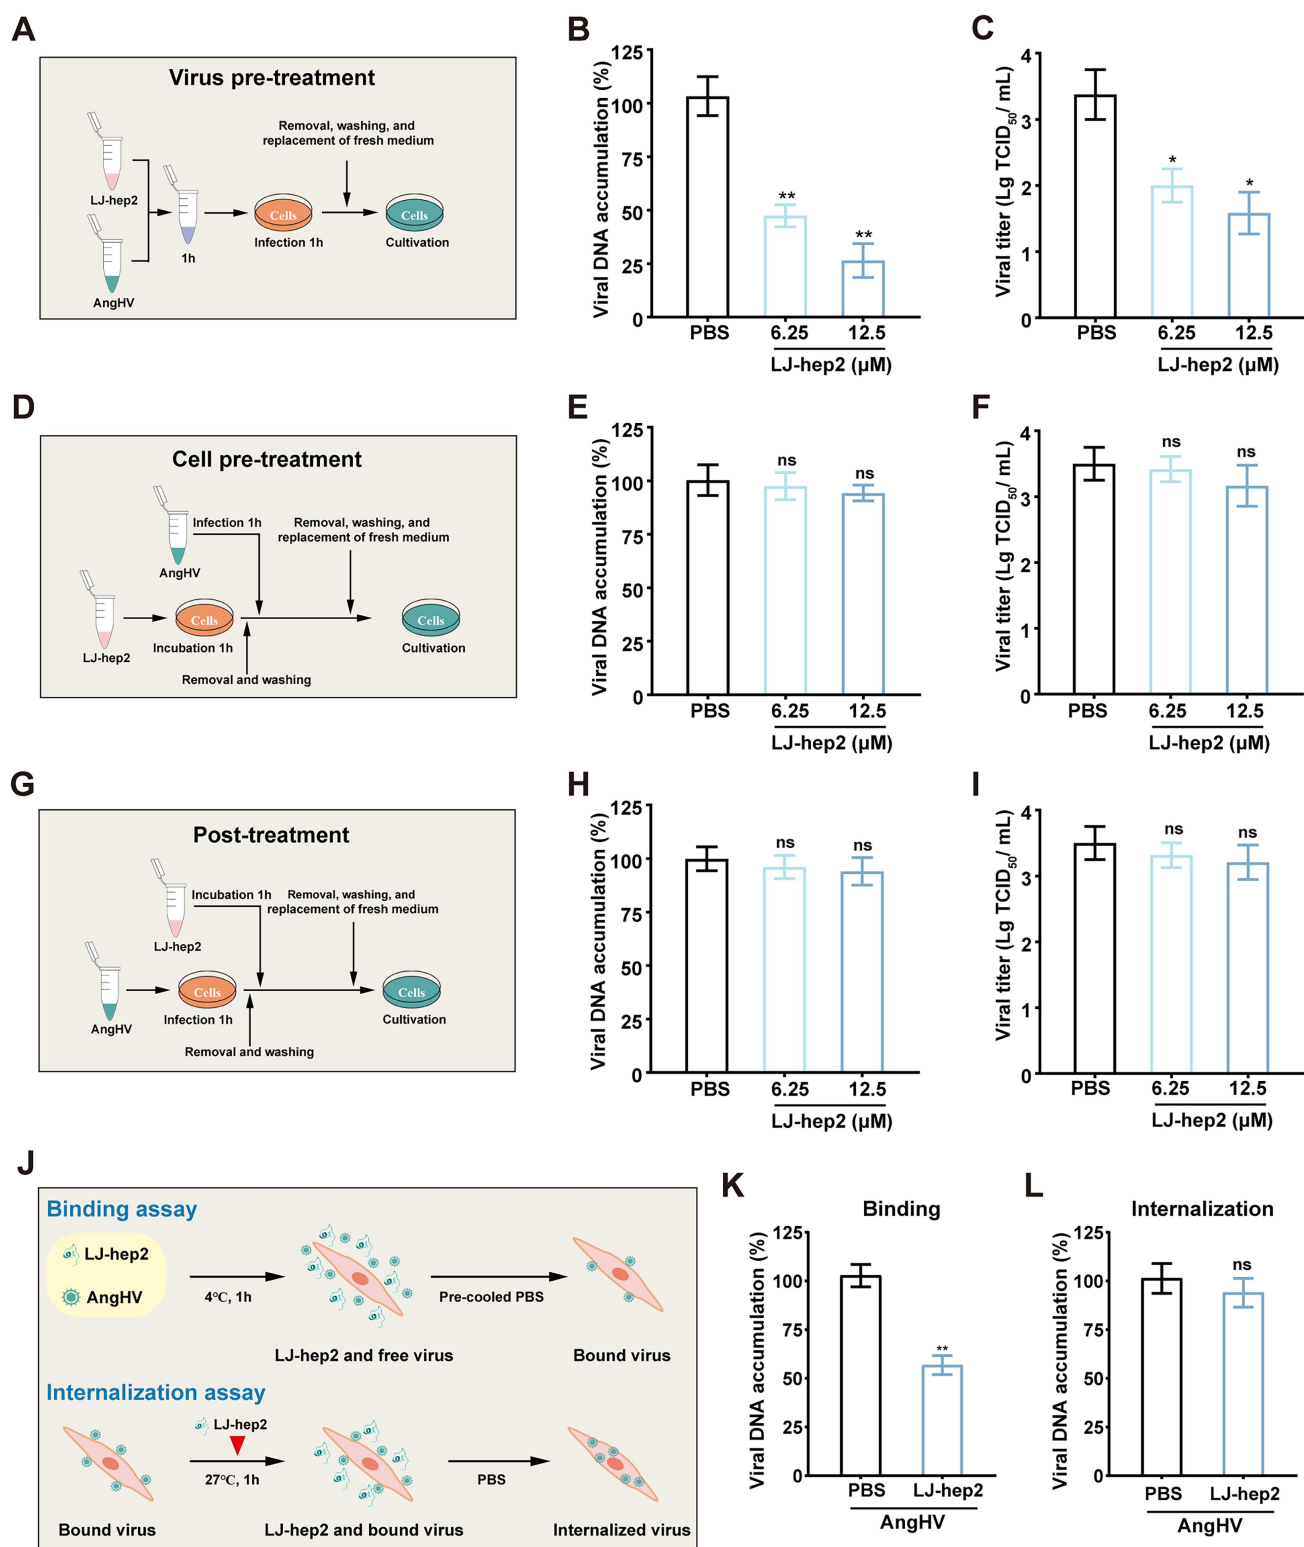 A
Virus pre-treatment
Removal, washing, and
replacement of fresh medium
LJ-hep2
AngHV
1h
Cells
Infection 1h
Cells
Cultivation
B
Viral DNA accumulation (%)
125
100
75
50
25
0
**
**
PBS
6.25
12.5
LJ-hep2 (μM)
C
Viral titer (Lg TCID50/ mL)
4
3
2
1
0
*
*
PBS
6.25
12.5
LJ-hep2 (μM)
D
Cell pre-treatment
Infection 1h
Removal, washing, and
replacement of fresh medium
AngHV
LJ-hep2
Cells
Incubation 1h
Removal and washing
Cells
Cultivation
E
Viral DNA accumulation (%)
125
100
75
50
25
0
ns
ns
PBS
6.25
12.5
LJ-hep2 (μM)
F
Viral titer (Lg TCID50/ mL)
4
3
2
1
0
ns
ns
PBS
6.25
12.5
LJ-hep2 (μM)
G
Post-treatment
Incubation 1h
Removal, washing, and
replacement of fresh medium
LJ-hep2
AngHV
Cells
Infection 1h
Removal and washing
Cells
Cultivation
H
Viral DNA accumulation (%)
125
100
75
50
25
0
ns
ns
PBS
6.25
12.5
LJ-hep2 (μM)
I
Viral titer (Lg TCID50/ mL)
4
3
2
1
0
ns
ns
PBS
6.25
12.5
LJ-hep2 (μM)
J
Binding assay
LJ-hep2
AngHV
4℃, 1h
Pre-cooled PBS
LJ-hep2 and free virus
Bound virus
Internalization assay
LJ-hep2
27℃, 1h
PBS
Bound virus
LJ-hep2 and bound virus
Internalized virus
K
Binding
Viral DNA accumulation (%)
125
100
75
50
25
0
**
PBS
LJ-hep2
AngHV
L
Internalization
Viral DNA accumulation (%)
125
100
75
50
25
0
ns
PBS
LJ-hep2
AngHV